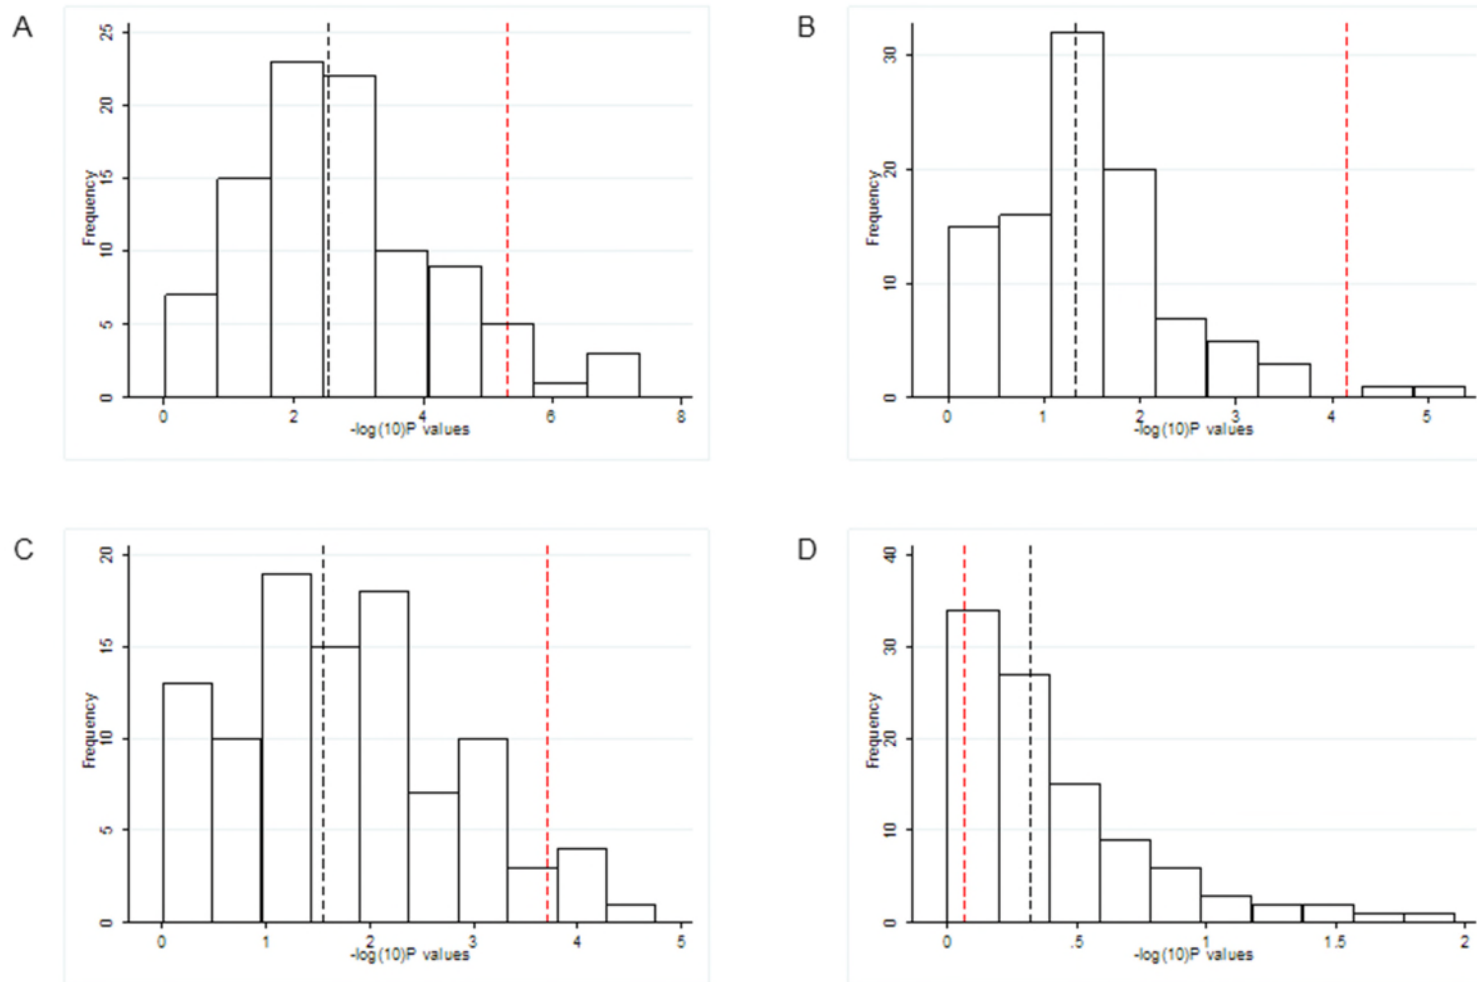 A
Frequency
0 5 10 15 20 25
0 2 4 6 8
-log(10)P values
B
Frequency
0 10 20 30
0 1 2 3 4 5
-log(10)P values
C
Frequency
0 5 10 15 20
0 1 2 3 4 5
-log(10)P values
D
Frequency
0 10 20 30 40
0 .5 1 1.5 2
-log(10)P values